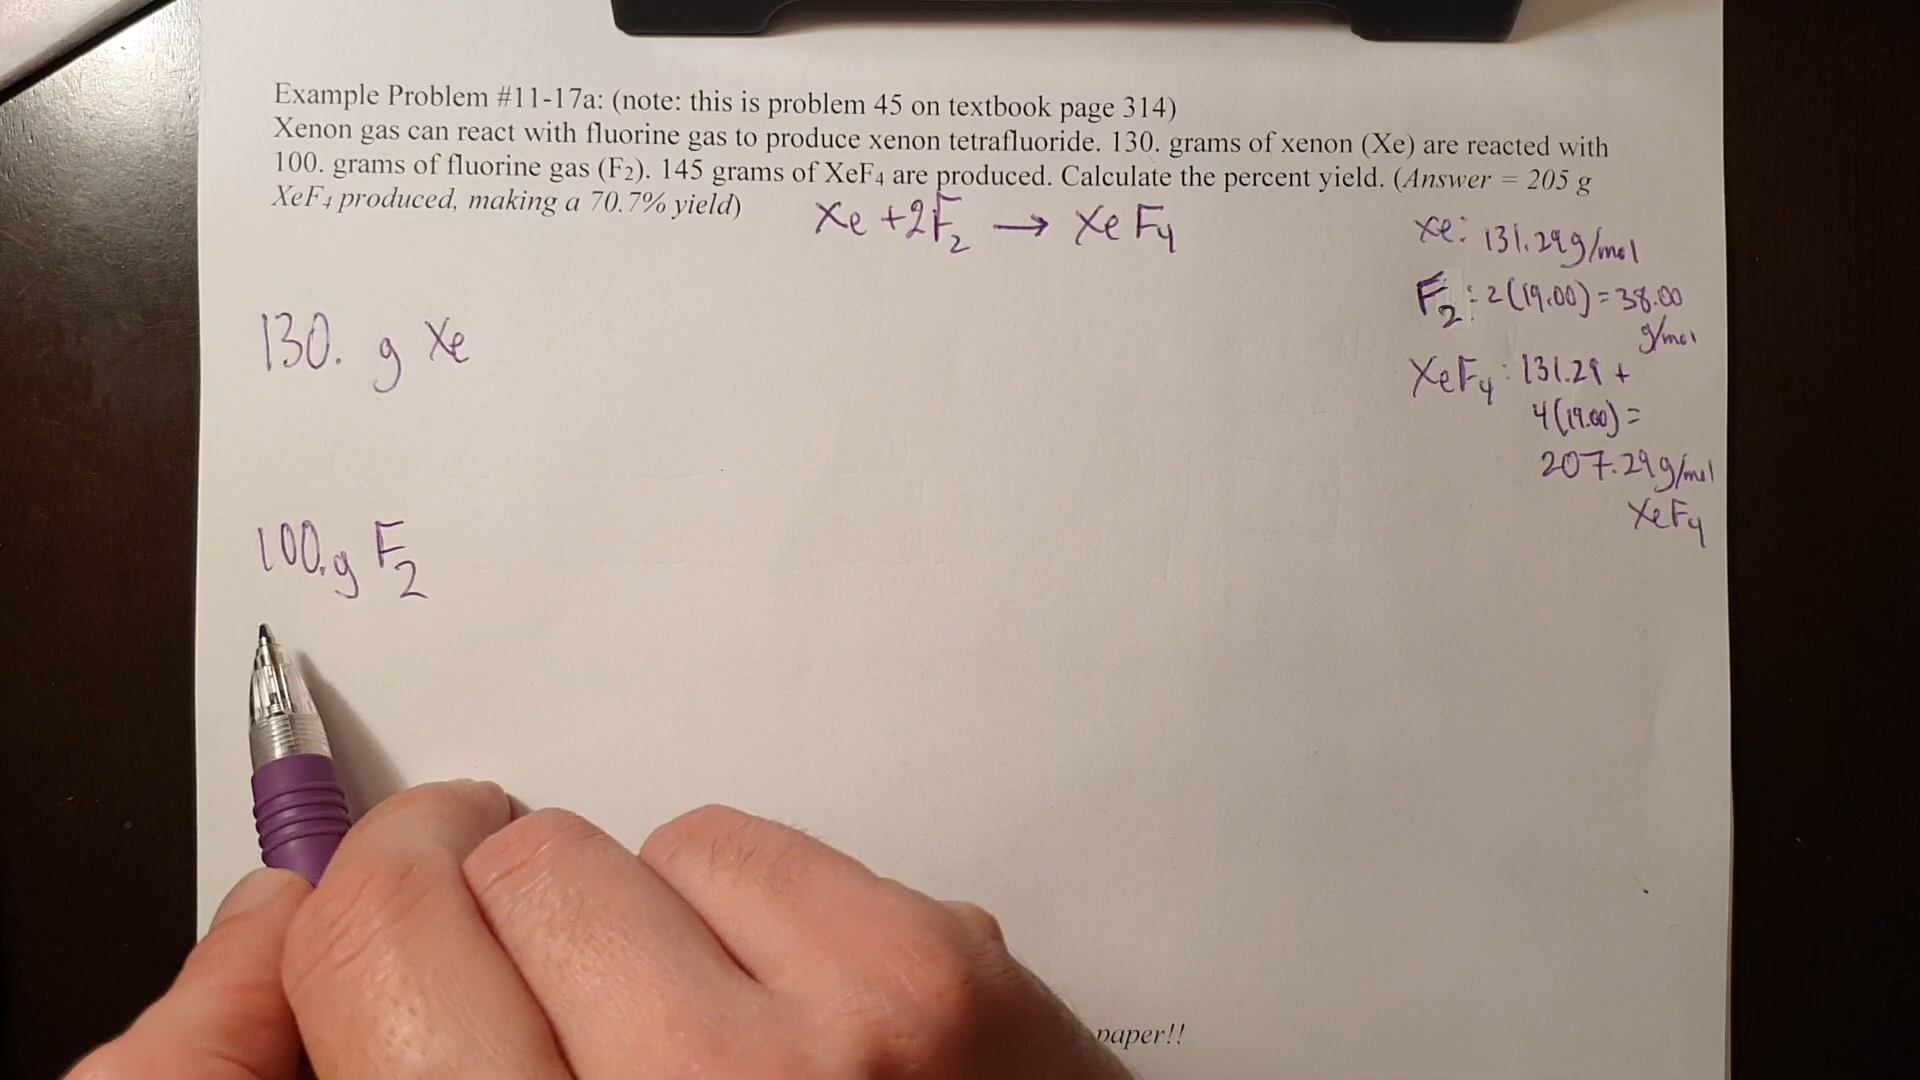 Example Problem #11-17a: (note: this is problem 45 on textbook page 314)
Xenon gas can react with fluorine gas to produce xenon tetrafluoride. 130. grams of xenon (Xe) are reacted with
100. grams of fluorine gas (F₂). 145 grams of XeF₄ are produced. Calculate the percent yield. (Answer = 205 g
XeF₄ produced, making a 70.7% yield)
Xe + 2F₂ → XeF₄
xe: 131.29 g/mol
F₂: 2(19.00) = 38.00
g/mol
XeF₄: 131.29 +
4(19.00) =
207.29 g/mol
XeF₄
130. g Xe
100. g F₂
paper!!